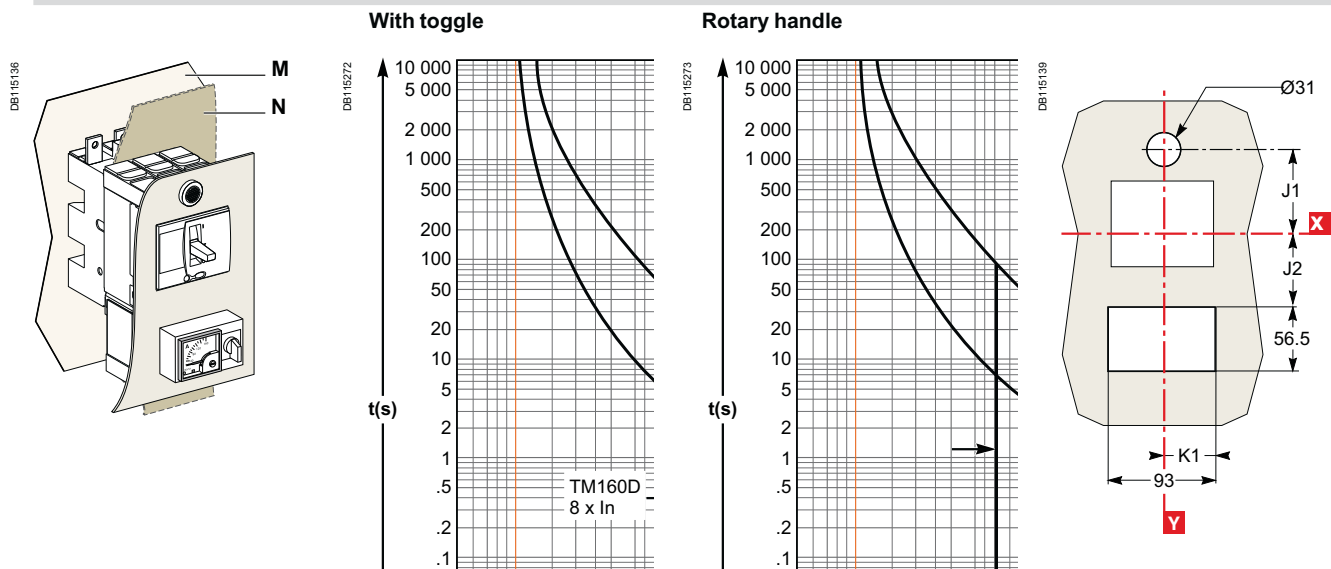 With toggle
Rotary handle
DB115136
M
N
DB115272
10 000
5 000
2 000
1 000
500
200
100
50
20
10
5
2
1
.5
.2
.1
t(s)
TM160D
8 x In
DB115273
10 000
5 000
2 000
1 000
500
200
100
50
20
10
5
2
1
.5
.2
.1
t(s)
DB115139
Ø31
J1
X
J2
56.5
K1
93
Y